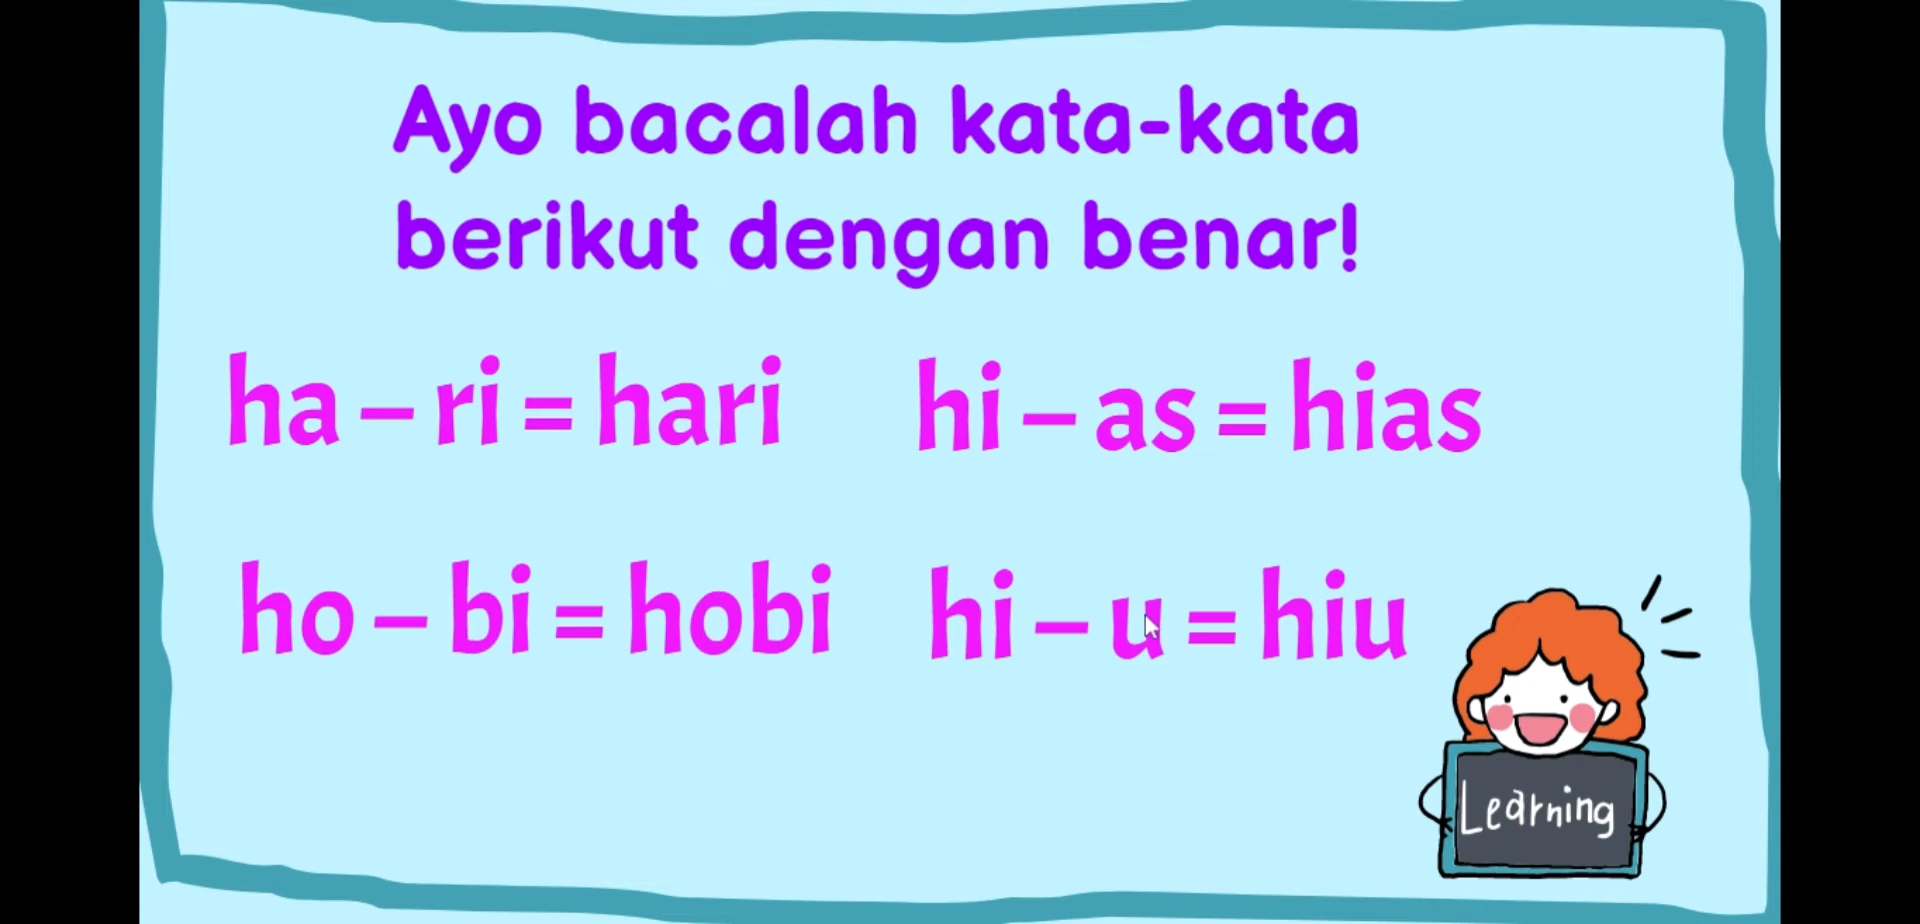 Ayo bacalah kata-kata
berikut dengan benar!
ha – ri = hari
hi – as = hias
ho – bi = hobi
hi – u = hiu
Learning